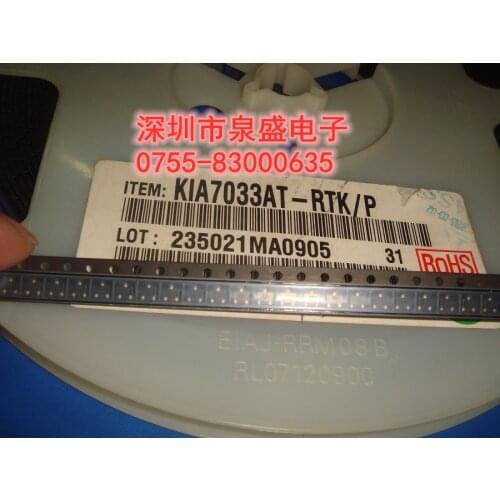 深圳市泉盛电子
0755-83000635
ITEM: KIA7033AT-RTK/P
LOT: 235021MA0905 31 RoHS
EIAJ-RRM08B
RL07120900